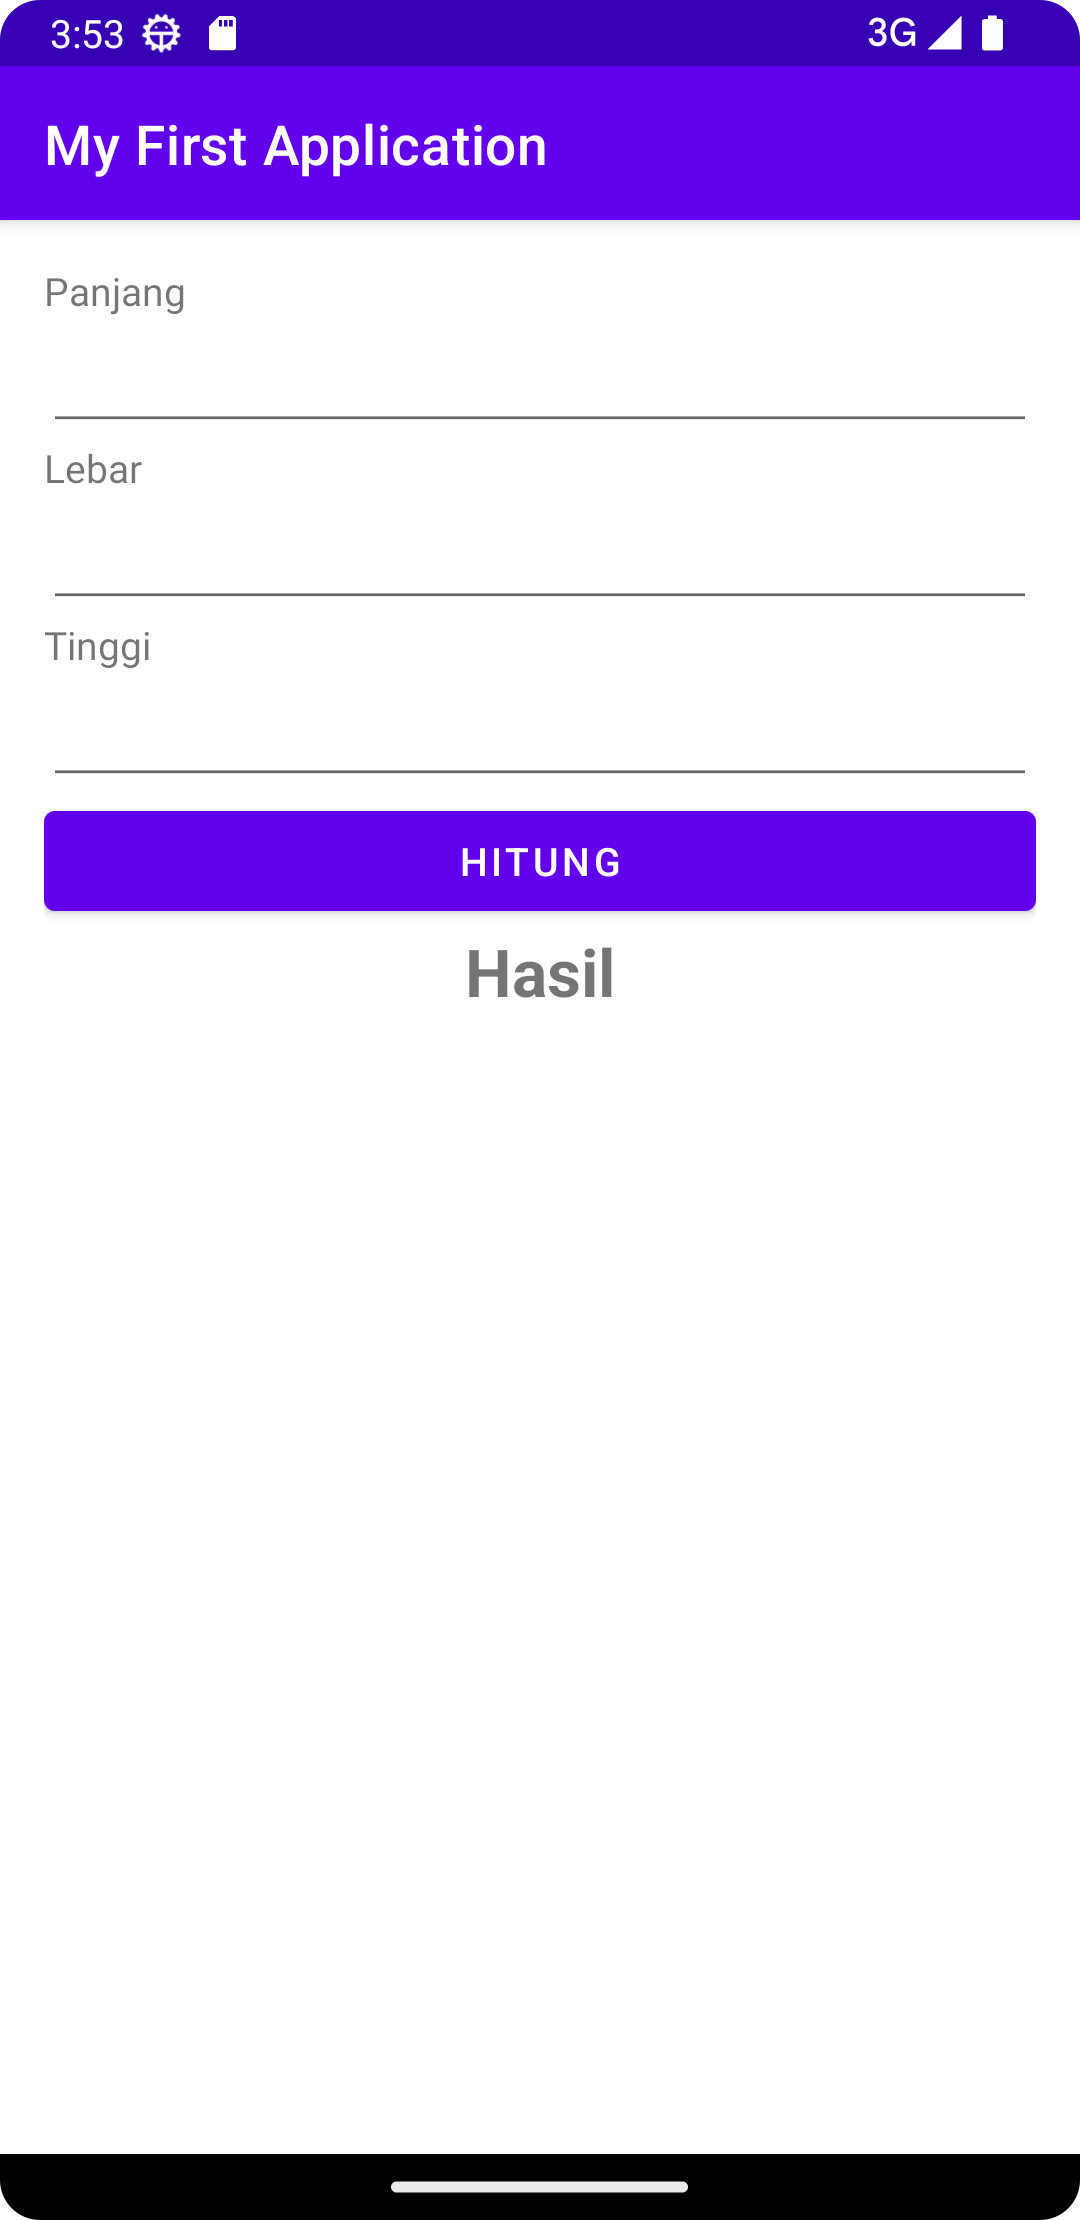 3:53 3G
My First Application
Panjang
Lebar
Tinggi
HITUNG
Hasil